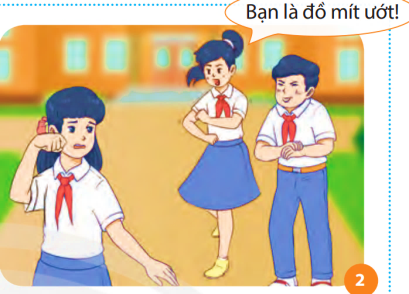 Bạn là đồ mít ướt!
2